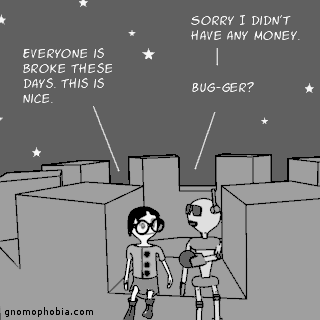 EVERYONE IS
BROKE THESE
DAYS. THIS IS
NICE.
SORRY I DIDN'T
HAVE ANY MONEY.
BUG-GER?
gnomophobia.com